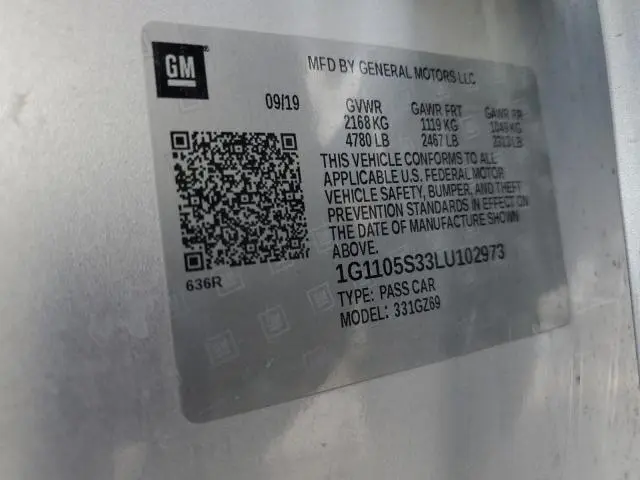 GM
MFD BY GENERAL MOTORS LLC
09/19
GVWR GAWR FRT GAWR RR
2168 KG 1119 KG 1049 KG
4780 LB 2467 LB 2313 LB
THIS VEHICLE CONFORMS TO ALL
APPLICABLE U.S. FEDERAL MOTOR
VEHICLE SAFETY, BUMPER, AND THEFT
PREVENTION STANDARDS IN EFFECT ON
THE DATE OF MANUFACTURE SHOWN
ABOVE.
636R
1G1105S33LU102973
TYPE: PASS CAR
MODEL: 331GZ69